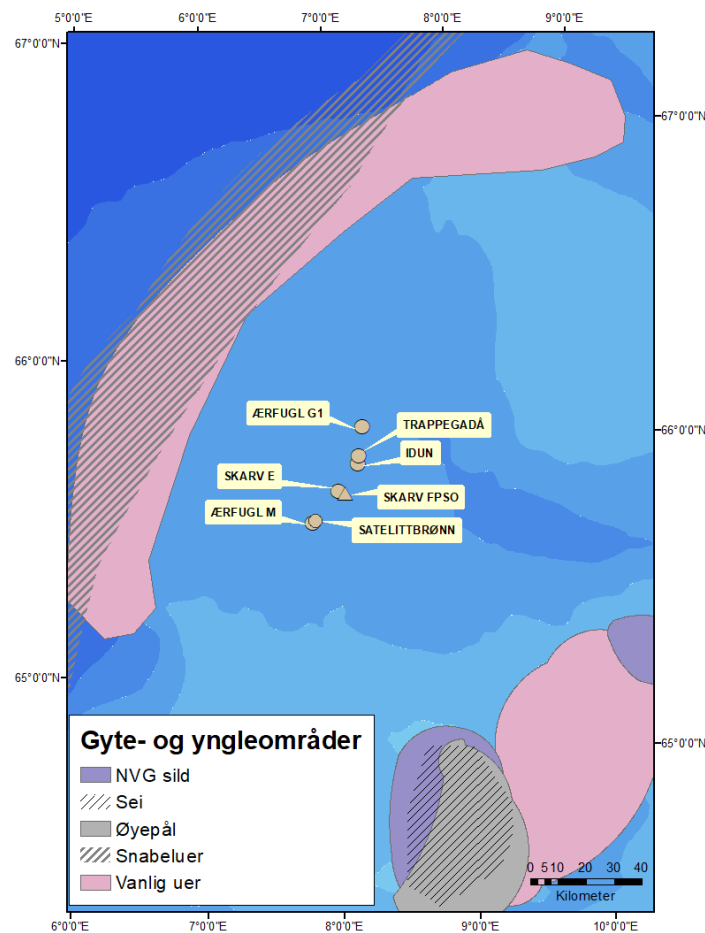 5°0'0"E 6°0'0"E 7°0'0"E 8°0'0"E 9°0'0"E
67°0'0"N
67°0'0"N
66°0'0"N
66°0'0"N
ÆRFUGL G1
TRAPPEGADÅ
IDUN
SKARV E
SKARV FPSO
ÆRFUGL M
SATELITTBRØNN
65°0'0"N
65°0'0"N
Gyte- og yngleområder
NVG sild
Sei
Øyepål
Snabeluer
Vanlig uer
0 5 10 20 30 40
Kilometer
6°0'0"E 7°0'0"E 8°0'0"E 9°0'0"E 10°0'0"E